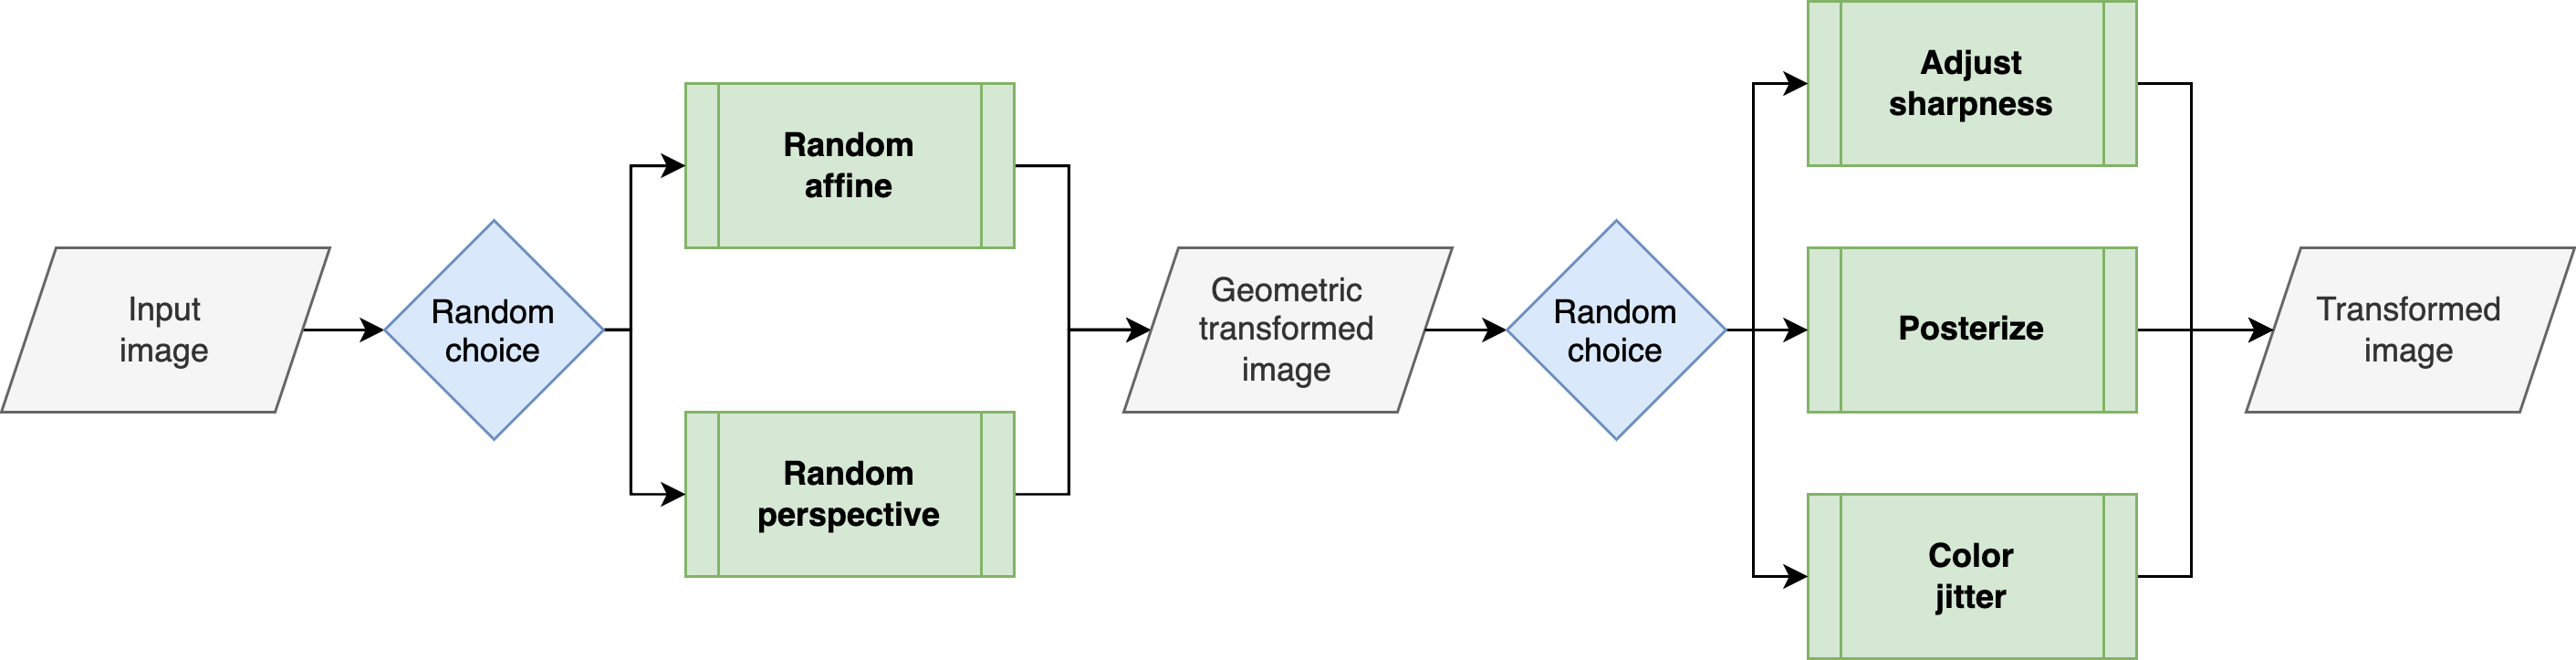 Input
image
Random
choice
Random
affine
Random
perspective
Geometric
transformed
image
Random
choice
Adjust
sharpness
Posterize
Color
jitter
Transformed
image